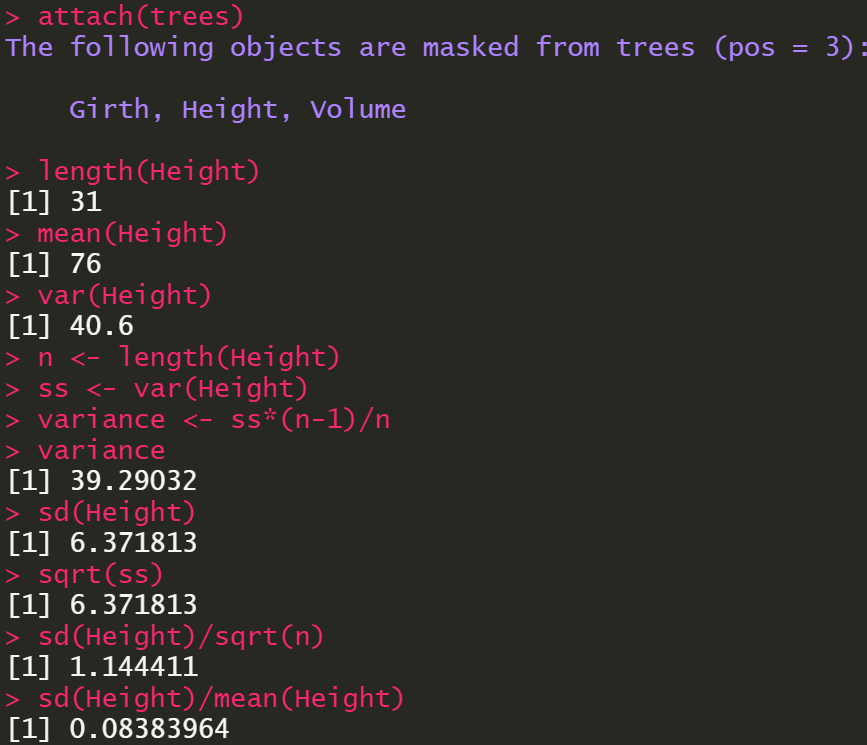 > attach(trees)
The following objects are masked from trees (pos = 3):
Girth, Height, Volume
> length(Height)
[1] 31
> mean(Height)
[1] 76
> var(Height)
[1] 40.6
> n <- length(Height)
> ss <- var(Height)
> variance <- ss*(n-1)/n
> variance
[1] 39.29032
> sd(Height)
[1] 6.371813
> sqrt(ss)
[1] 6.371813
> sd(Height)/sqrt(n)
[1] 1.144411
> sd(Height)/mean(Height)
[1] 0.08383964